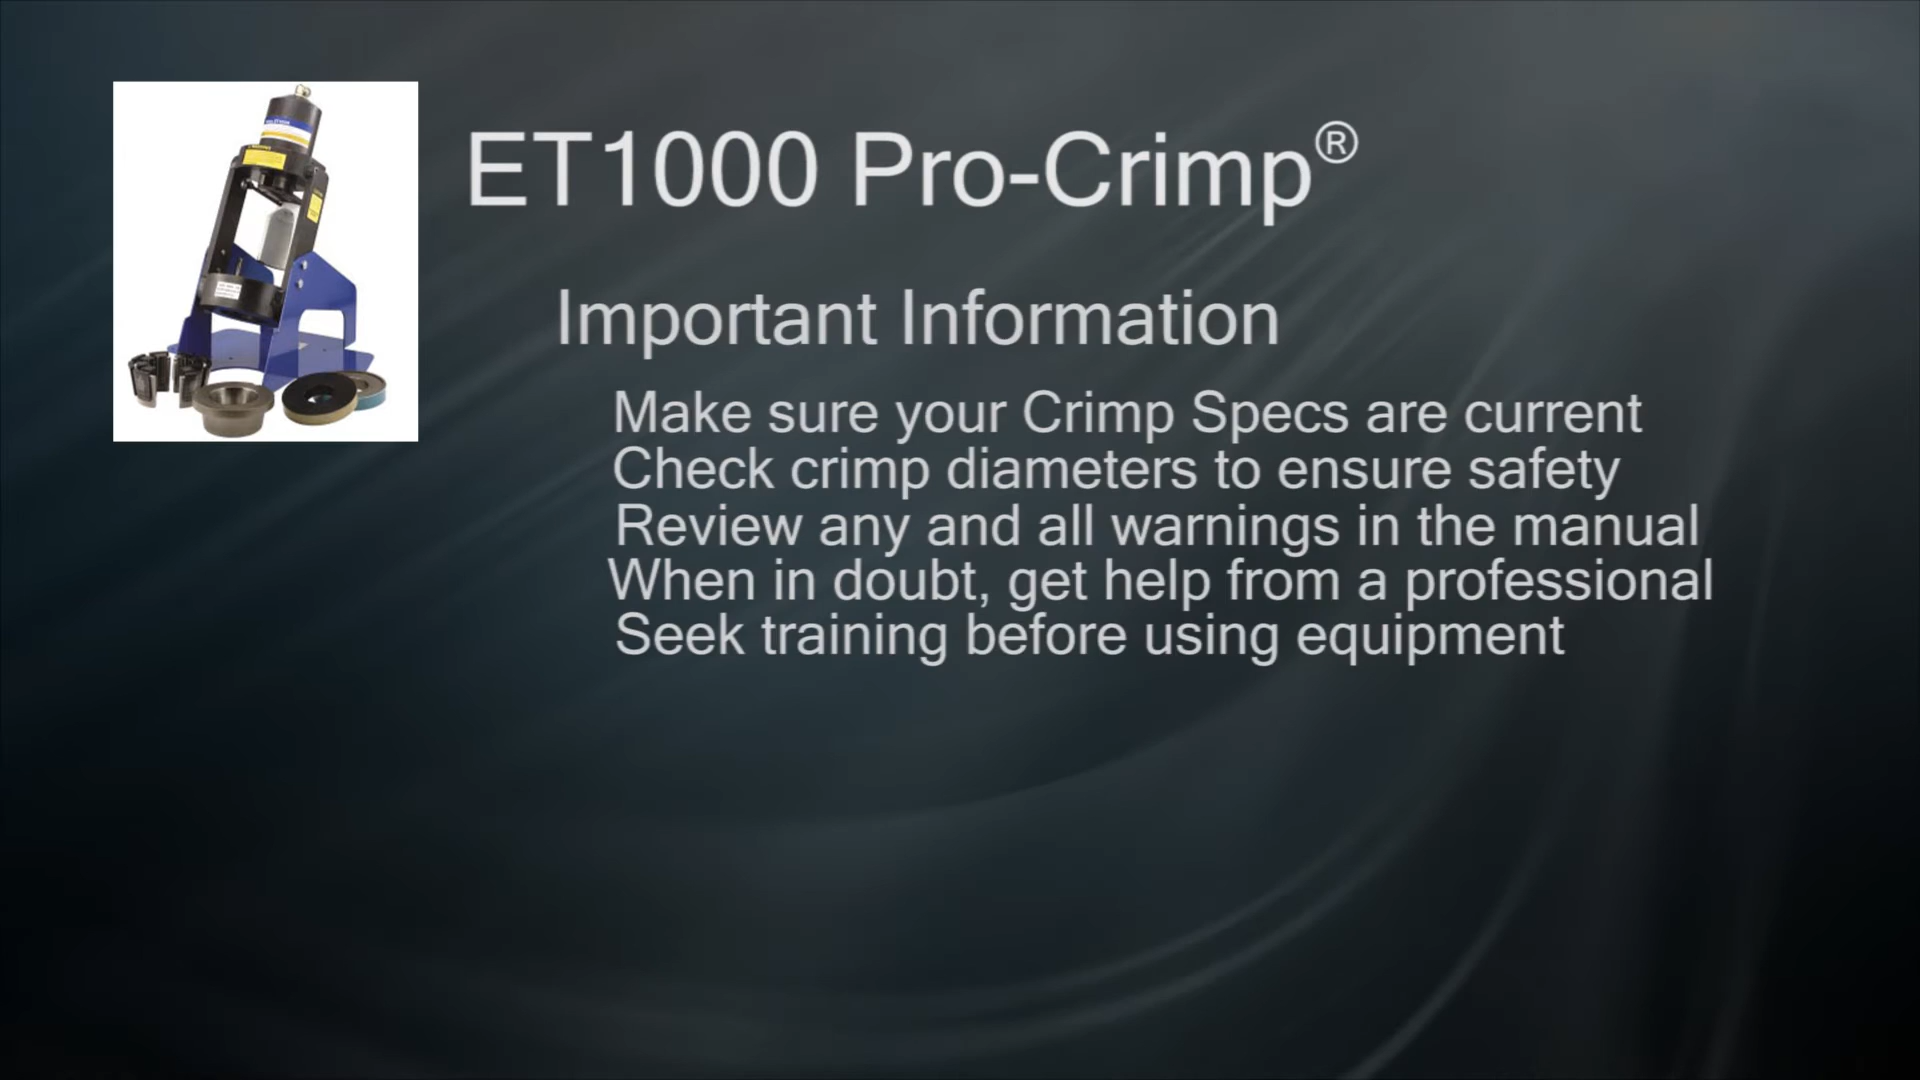 ET1000 Pro-Crimp®
Important Information
Make sure your Crimp Specs are current
Check crimp diameters to ensure safety
Review any and all warnings in the manual
When in doubt, get help from a professional
Seek training before using equipment